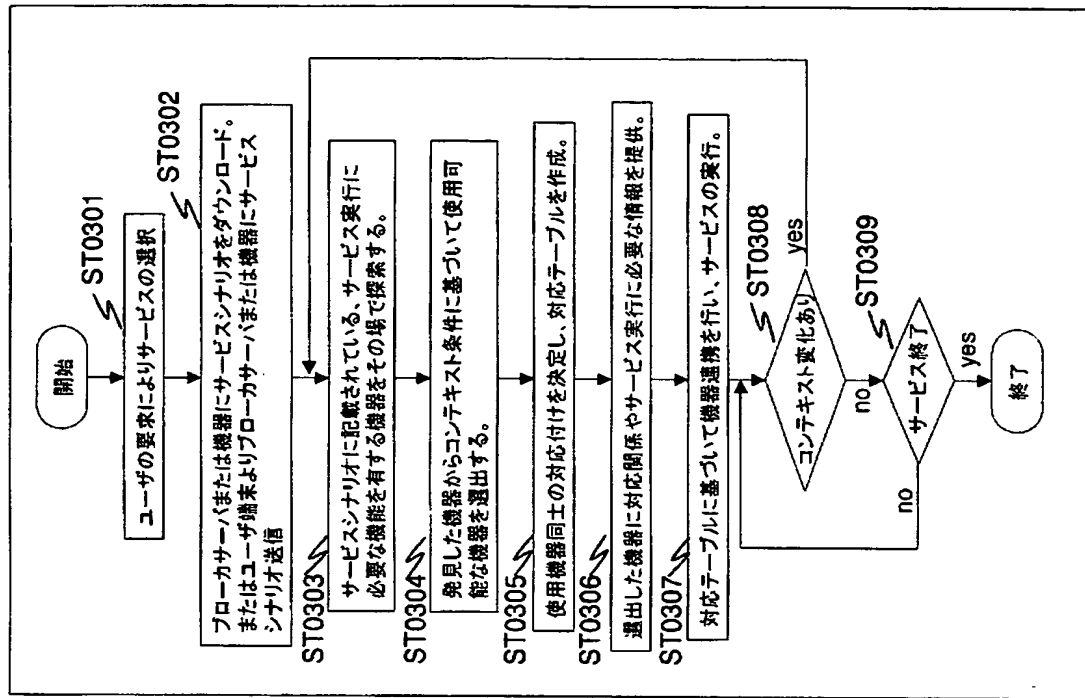 開始
ST0301
ユーザの要求によりサービスの選択
ST0302
ブローカサーバまたは機器にサービスシナリオをダウンロード。
またはユーザ端末よりブローカサーバまたは機器にサービス
シナリオ送信
ST0303
サービスシナリオに記載されている、サービス実行に
必要な機能を有する機器をその場で探索する。
ST0304
発見した機器からコンテキスト条件に基づいて使用可
能な機器を選出する。
ST0305
使用機器同士の対応付けを決定し、対応テーブルを作成。
ST0306
選出した機器に対応関係やサービス実行に必要な情報を提供。
ST0307
対応テーブルに基づいて機器連携を行い、サービスの実行。
ST0308
コンテキスト変化あり
yes
no
ST0309
サービス終了
no
yes
終了